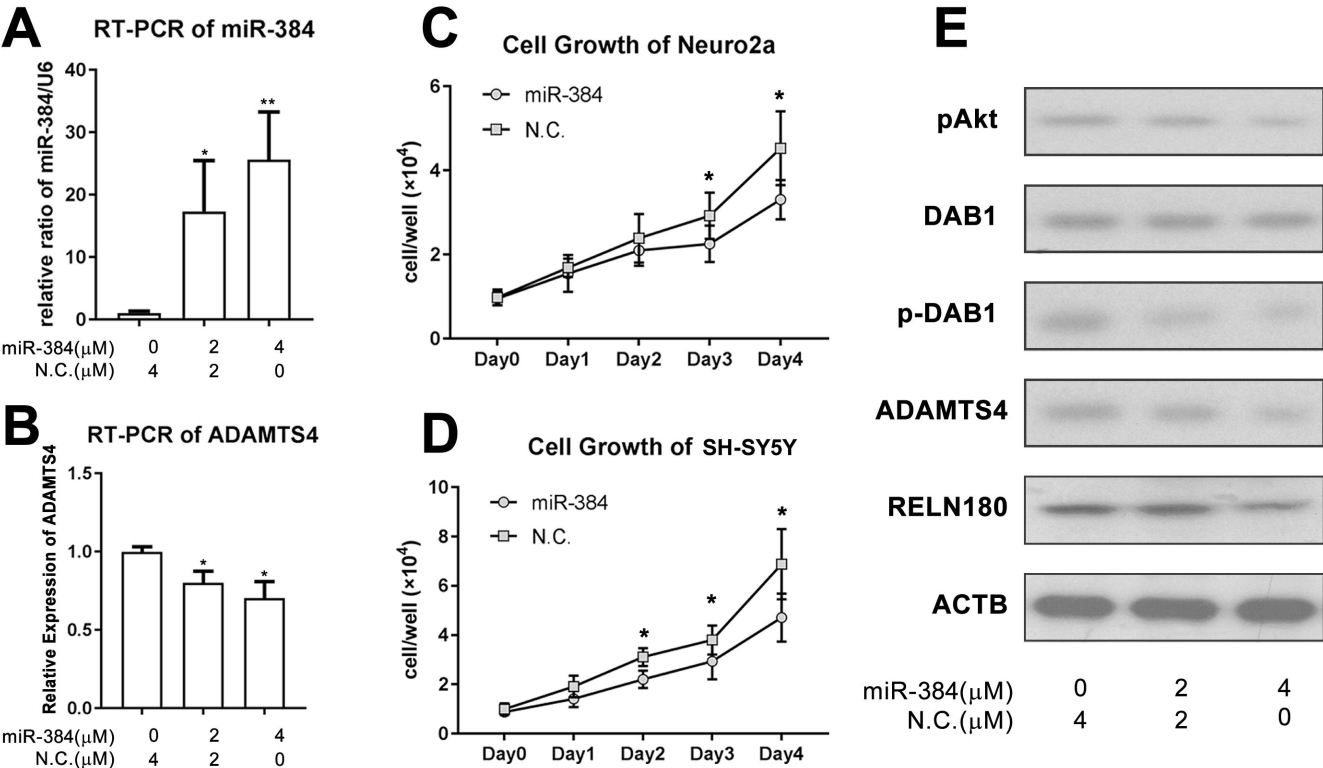 A
RT-PCR of miR-384
relative ratio of miR-384/U6
40
30
20
10
0
*
**
miR-384(μM) 0 2 4
N.C.(μM) 4 2 0
B
RT-PCR of ADAMTS4
Relative Expression of ADAMTS4
1.5
1.0
0.5
0.0
*
*
miR-384(μM) 0 2 4
N.C.(μM) 4 2 0
C
Cell Growth of Neuro2a
cell/well (×10⁴)
6
4
2
0
miR-384
N.C.
*
*
Day0 Day1 Day2 Day3 Day4
D
Cell Growth of SH-SY5Y
cell/well (×10⁴)
10
8
6
4
2
0
miR-384
N.C.
*
*
*
Day0 Day1 Day2 Day3 Day4
E
pAkt
DAB1
p-DAB1
ADAMTS4
RELN180
ACTB
miR-384(μM) 0 2 4
N.C.(μM) 4 2 0